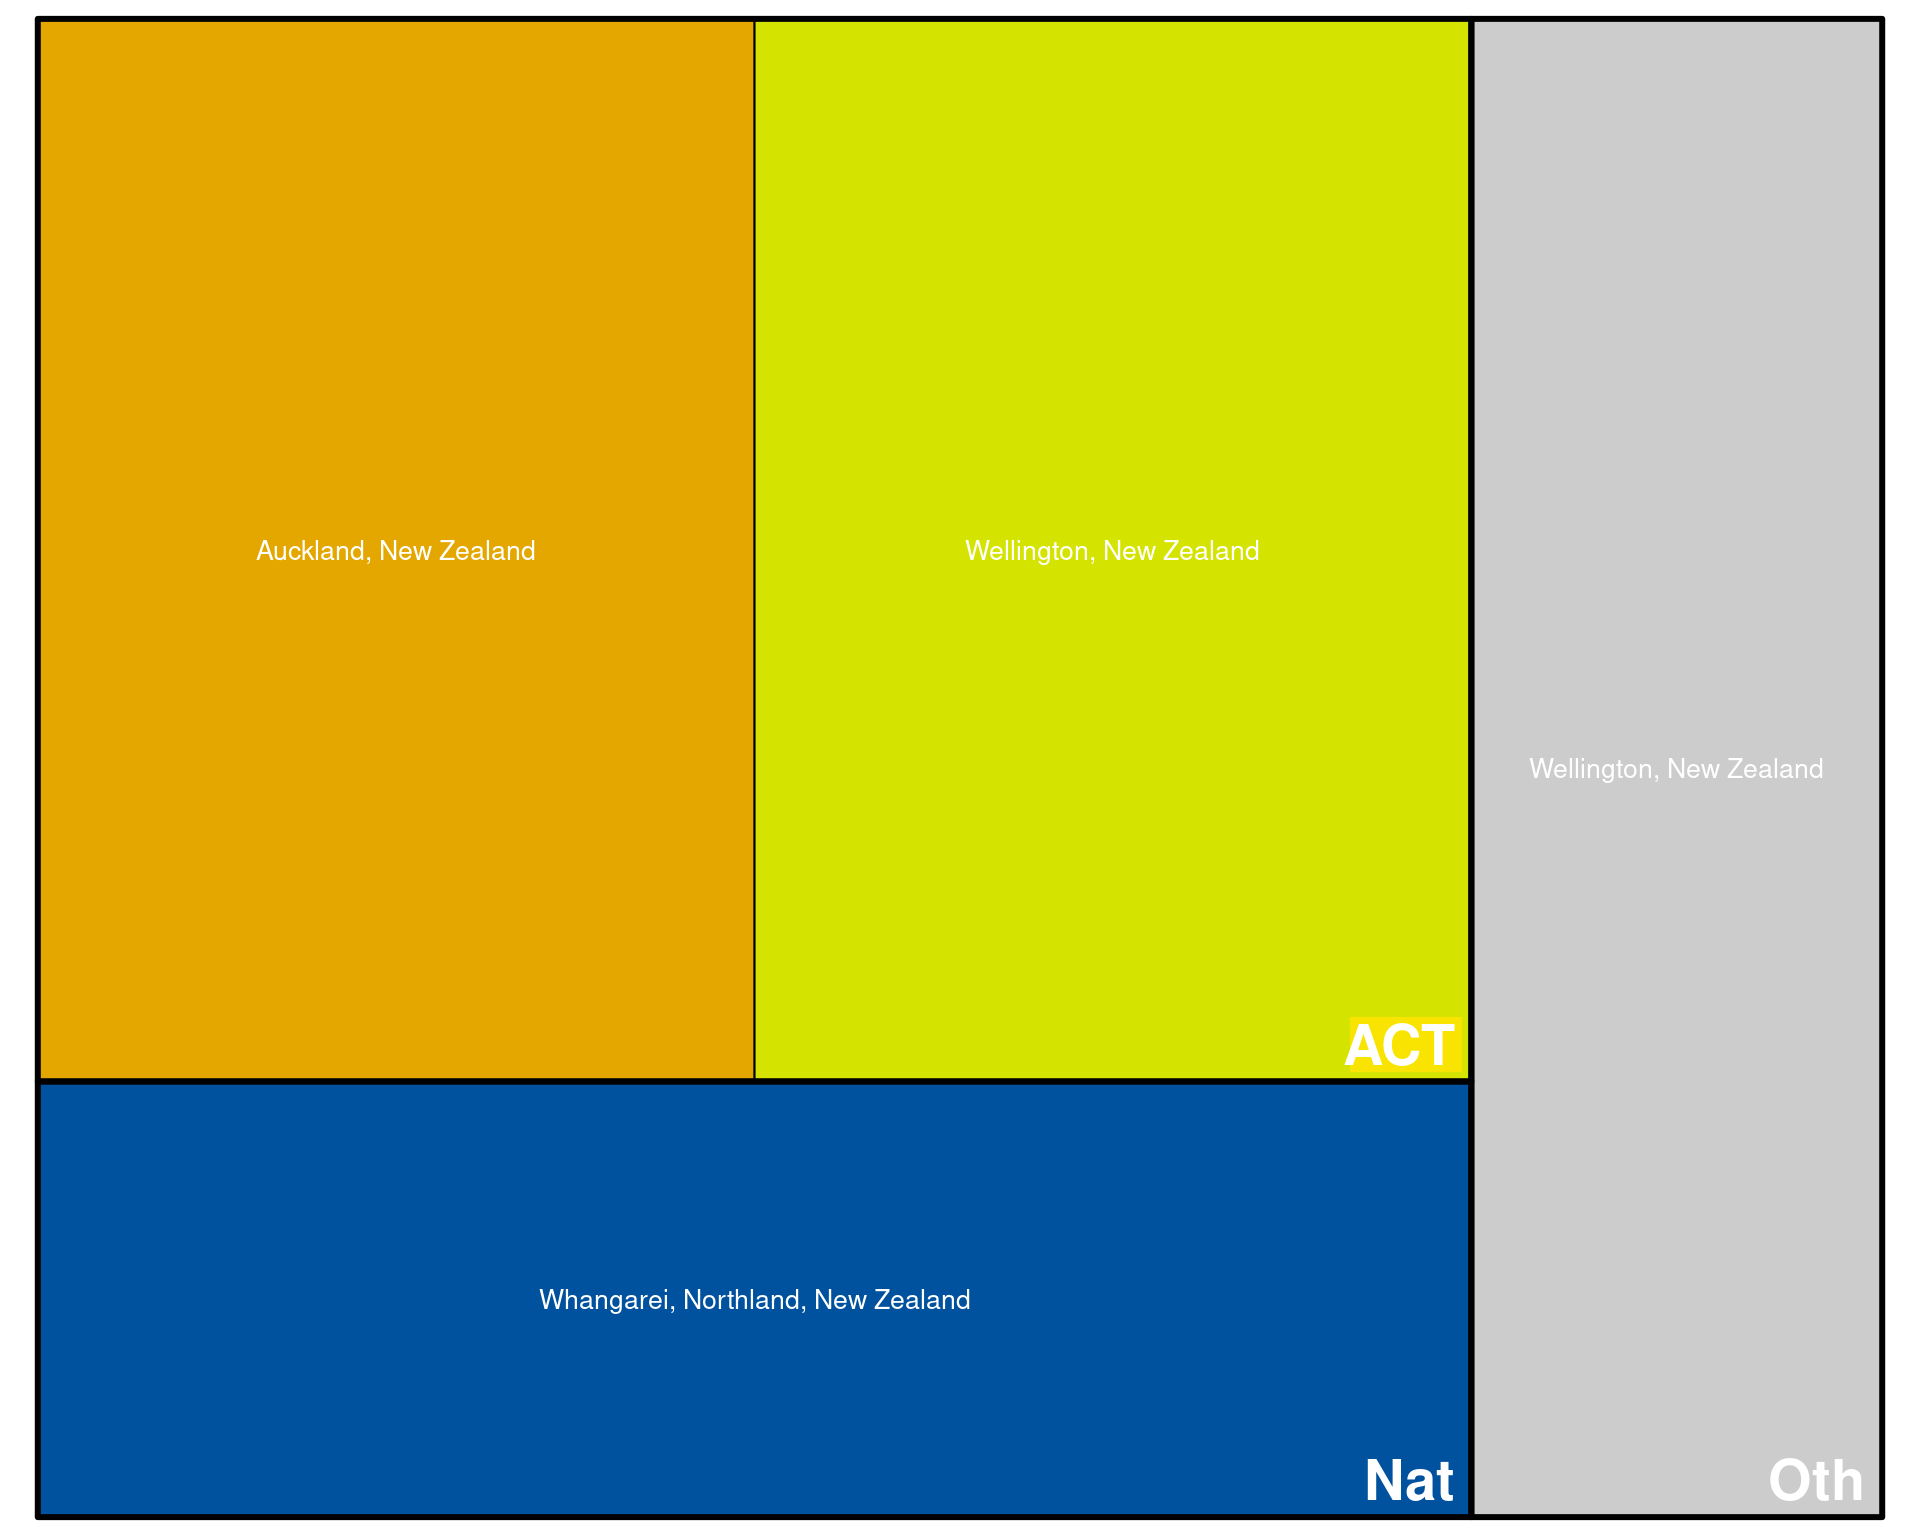 Auckland, New Zealand
Wellington, New Zealand
ACT
Whangarei, Northland, New Zealand
Nat
Wellington, New Zealand
Oth